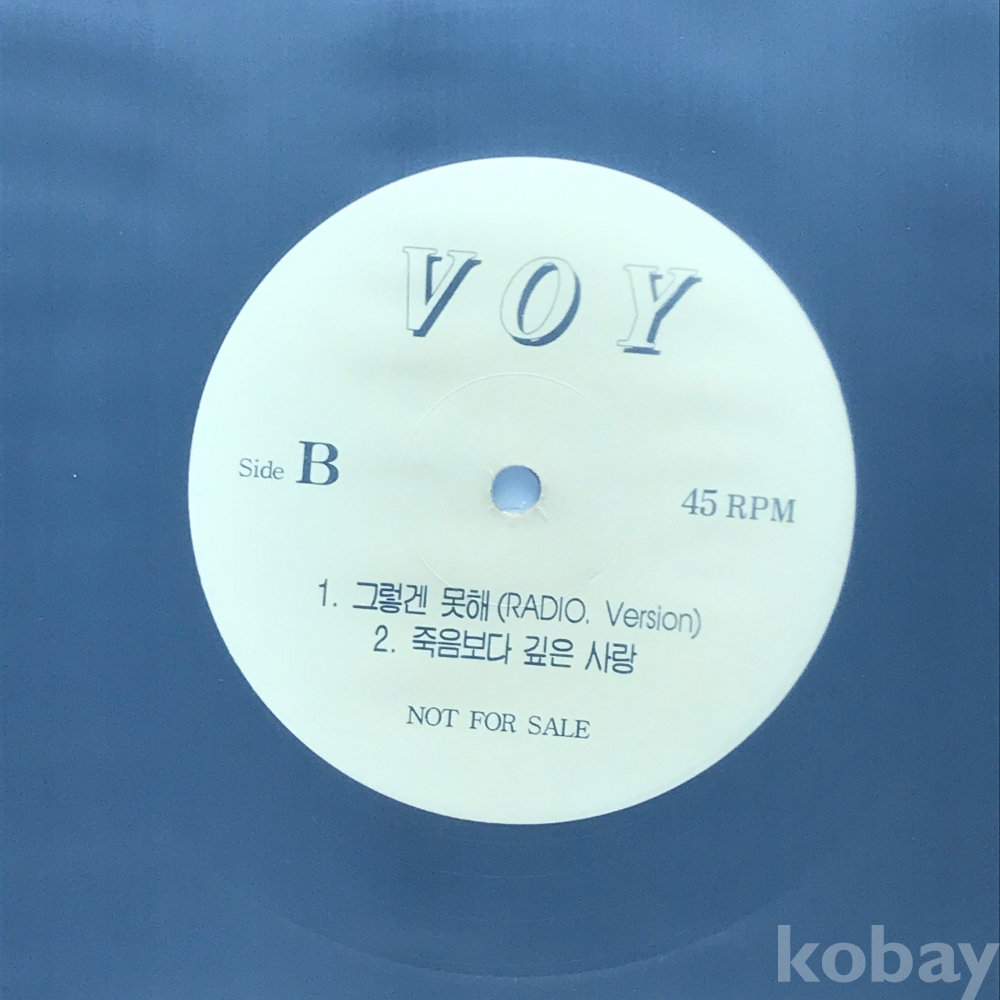 VOY
Side B
45 RPM
1. 그렇겐 못해 (RADIO. Version)
2. 죽음보다 깊은 사랑
NOT FOR SALE
kobay